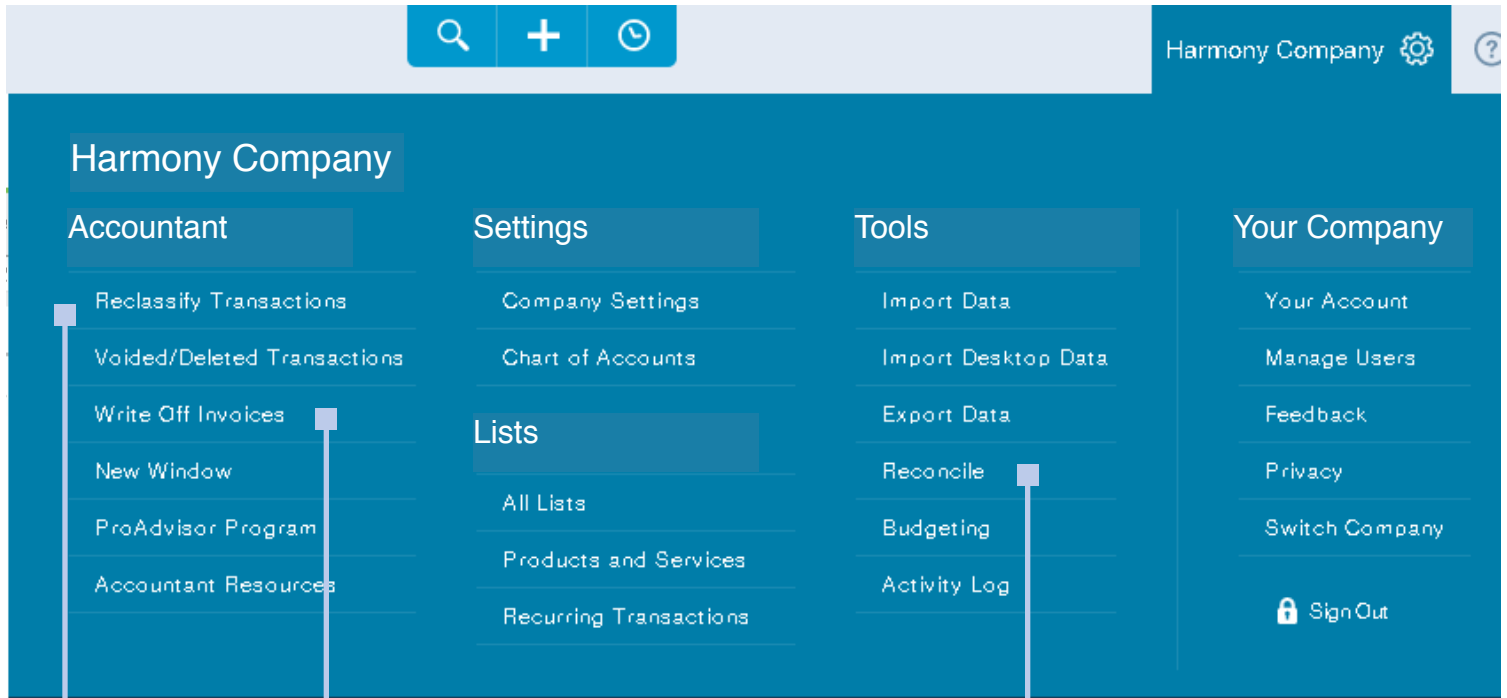 Harmony Company
Harmony Company
Accountant
Reclassify Transactions
Voided/Deleted Transactions
Write Off Invoices
New Window
ProAdvisor Program
Accountant Resources
Settings
Company Settings
Chart of Accounts
Lists
All Lists
Products and Services
Recurring Transactions
Tools
Import Data
Import Desktop Data
Export Data
Reconcile
Budgeting
Activity Log
Your Company
Your Account
Manage Users
Feedback
Privacy
Switch Company
Sign Out